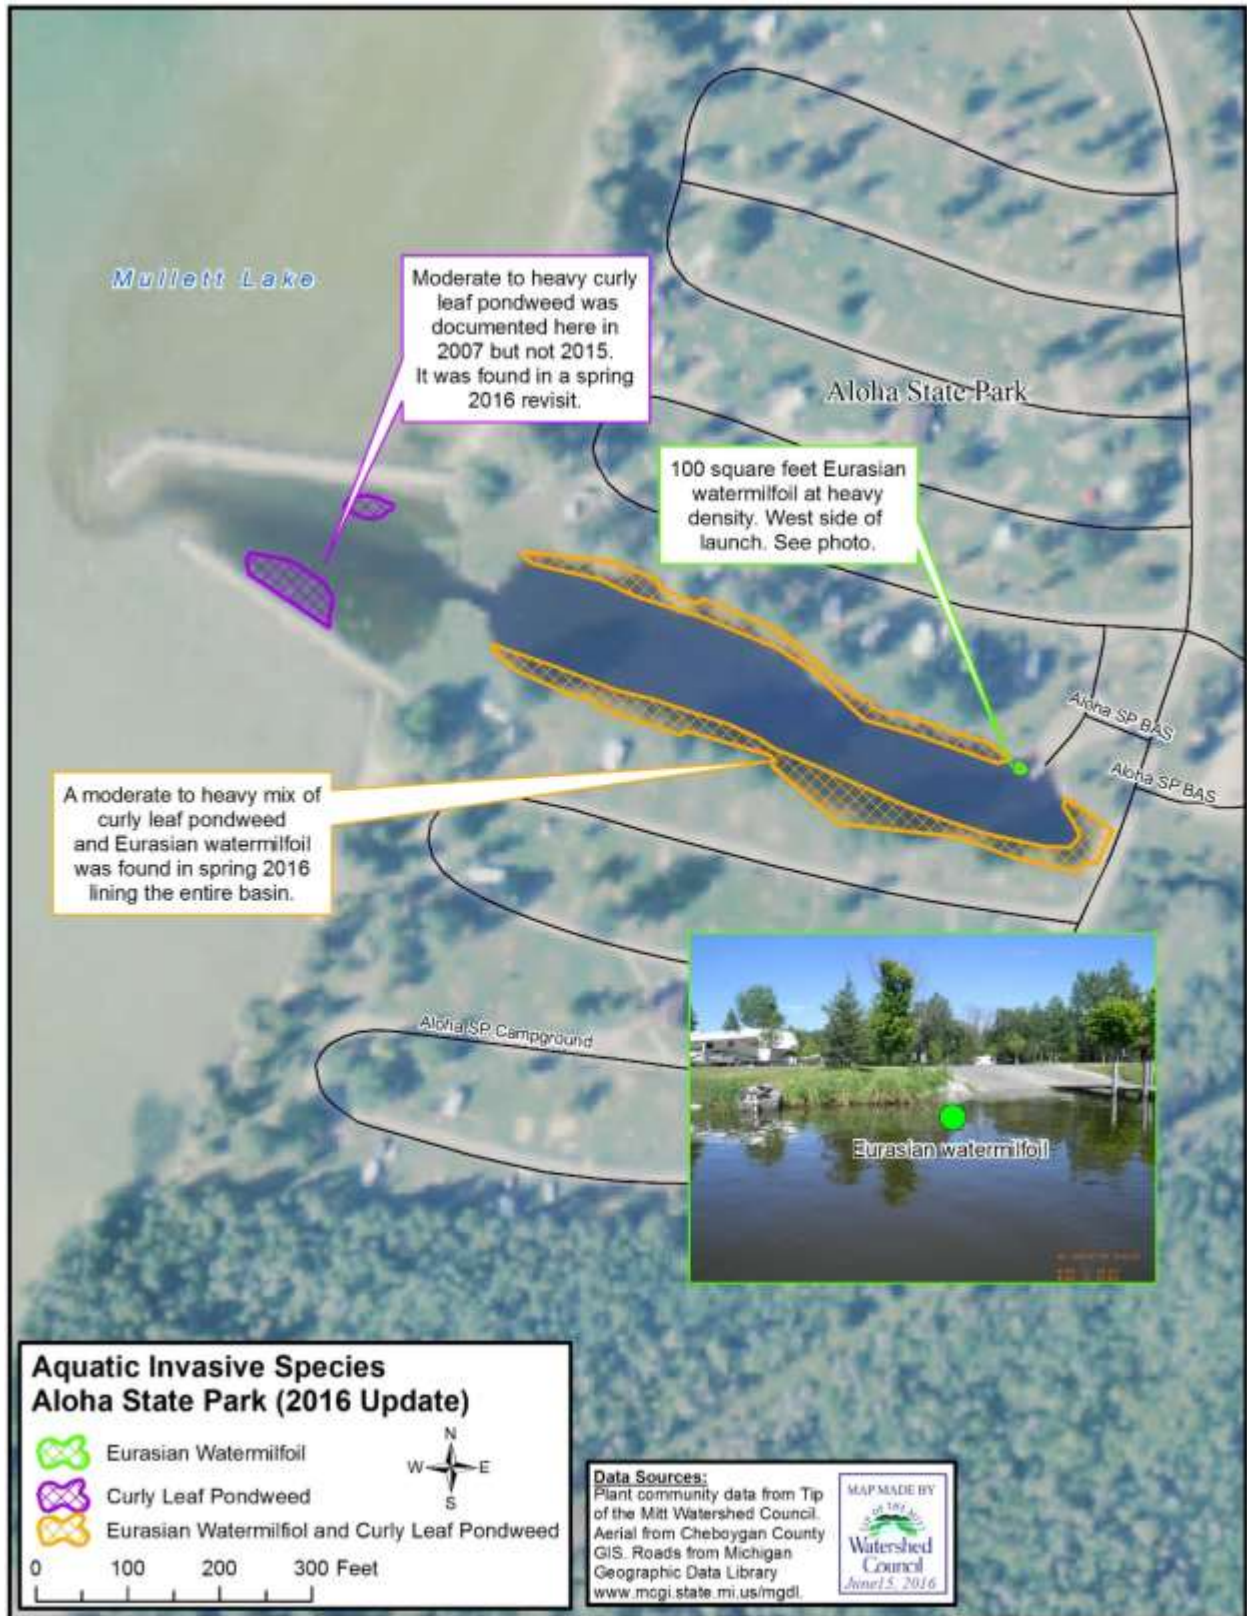 Mullett Lake
Moderate to heavy curly
leaf pondweed was
documented here in
2007 but not 2015.
It was found in a spring
2016 revisit.
Aloha State Park
100 square feet Eurasian
watermilfoil at heavy
density. West side of
launch. See photo.
Aloha SP BAS
Aloha SP BAS
A moderate to heavy mix of
curly leaf pondweed
and Eurasian watermilfoil
was found in spring 2016
lining the entire basin.
Aloha SP Campground
Eurasian watermilfoil
Aquatic Invasive Species
Aloha State Park (2016 Update)
Eurasian Watermilfoil
Curly Leaf Pondweed
Eurasian Watermilfiol and Curly Leaf Pondweed
N
W E
S
0 100 200 300 Feet
Data Sources:
Plant community data from Tip
of the Mitt Watershed Council.
Aerial from Cheboygan County
GIS. Roads from Michigan
Geographic Data Library
www.mcgi.state.mi.us/mgdl.
MAP MADE BY
TIP OF THE MITT
Watershed
Council
June15, 2016